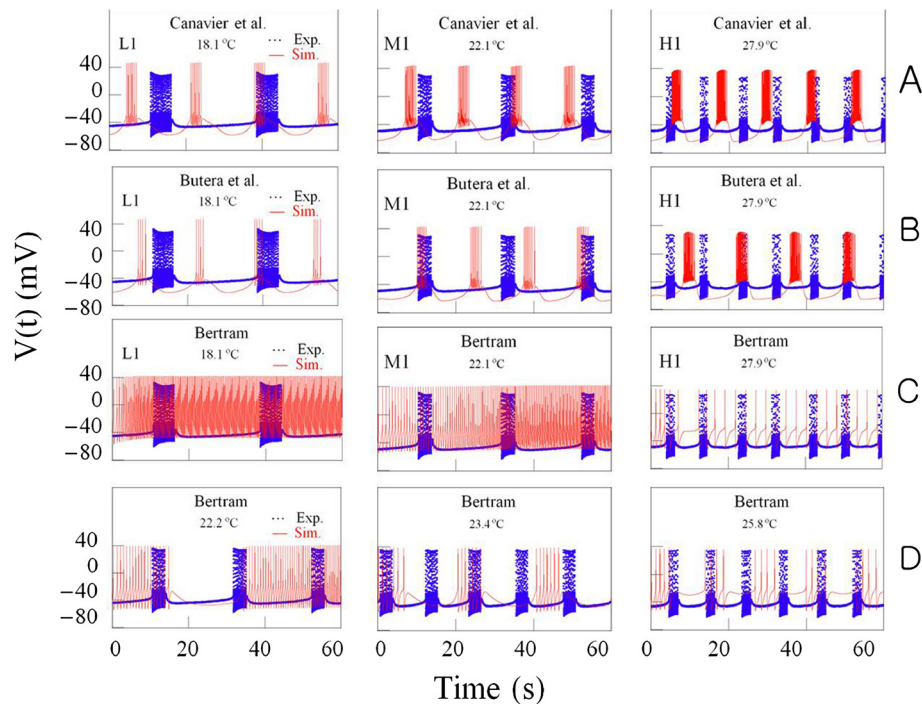 Canavier et al.
L1 18.1 °C ··· Exp.
— Sim.
40
0
−40
−80
Canavier et al.
M1 22.1 °C
Canavier et al.
H1 27.9 °C
A
Butera et al.
L1 18.1 °C ··· Exp.
— Sim.
40
0
−40
−80
Butera et al.
M1 22.1 °C
Butera et al.
H1 27.9 °C
B
V(t) (mV)
Bertram
L1 18.1 °C ··· Exp.
— Sim.
40
0
−40
−80
Bertram
M1 22.1 °C
Bertram
H1 27.9 °C
C
Bertram
22.2 °C ··· Exp.
— Sim.
40
0
−40
−80
Bertram
23.4 °C
Bertram
25.8 °C
D
0 20 40 60
0 20 40 60
0 20 40 60
Time (s)